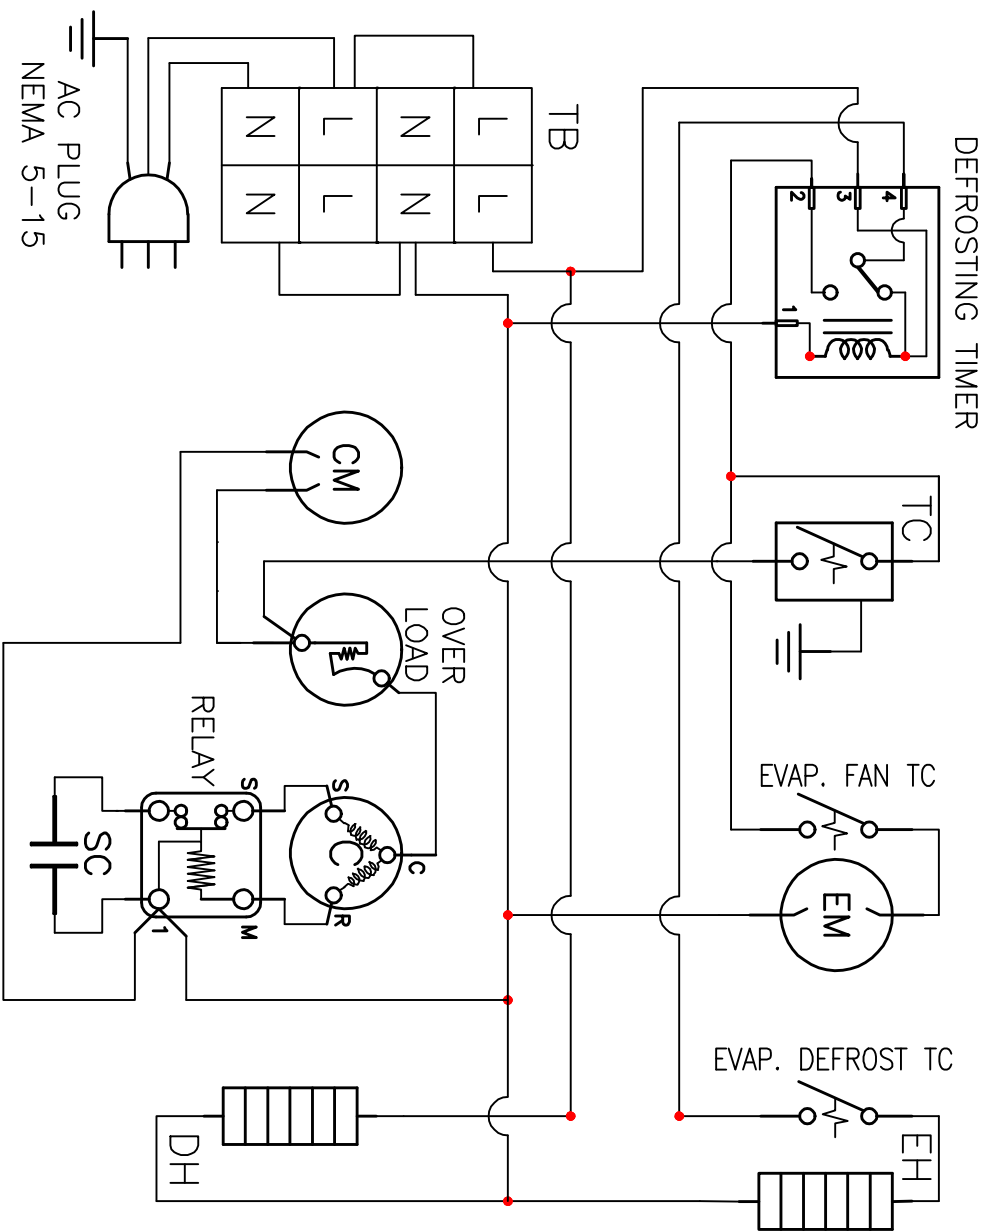 DEFROSTING TIMER
4
3
2
1
TB
L
L
N
N
L
L
N
N
AC PLUG
NEMA 5-15
TC
CM
OVER
LOAD
EVAP. FAN TC
EM
RELAY
S
M
1
S
C
R
C
SC
EVAP. DEFROST TC
EH
DH